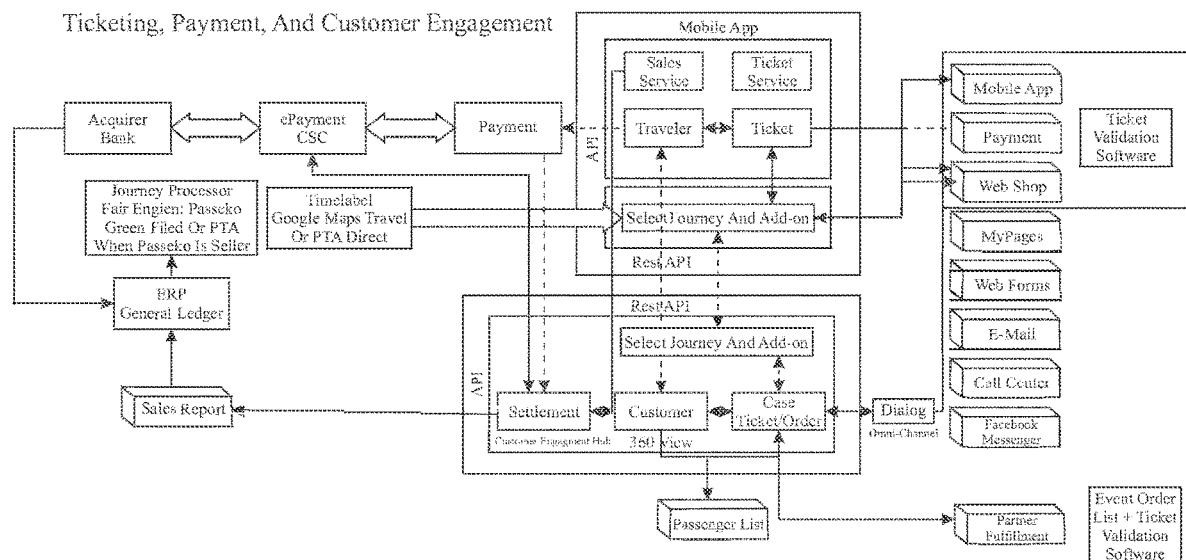 Ticketing, Payment, And Customer Engagement
Mobile App
Sales
Service
Ticket
Service
Acquirer
Bank
ePayment
CSC
Payment
API
Traveler
Ticket
Mobile App
Payment
Web Shop
Ticket
Validation
Software
Journey Processor
Fair Engien: Passeko
Green Filed Or PTA
When Passeko Is Seller
Timelabel
Google Maps Travel
Or PTA Direct
Select Journey And Add-on
Rest API
MyPages
Web Forms
E-Mail
Call Center
Facebook
Messenger
ERP
General Ledger
Rest API
API
Select Journey And Add-on
Sales Report
Settlement
Customer
Case
Ticket/Order
Dialog
Omni-Channel
Customer Engagment Hub
360 View
Passenger List
Partner
Fulfillment
Event Order
List + Ticket
Validation
Software